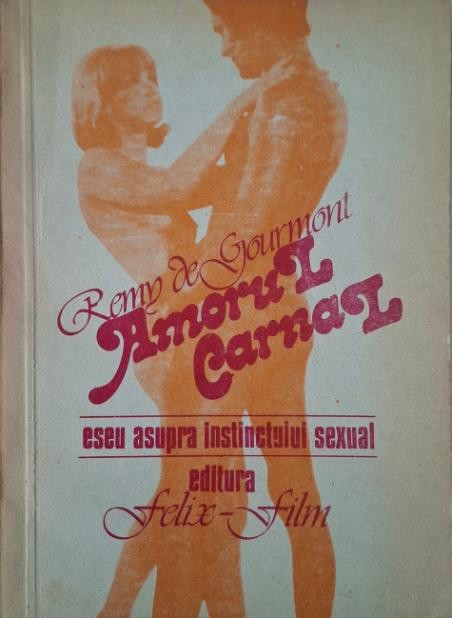 Remy de Gourmont
AmoruL
CarnaL
eseu asupra instinctului sexual
editura
Felix-Film